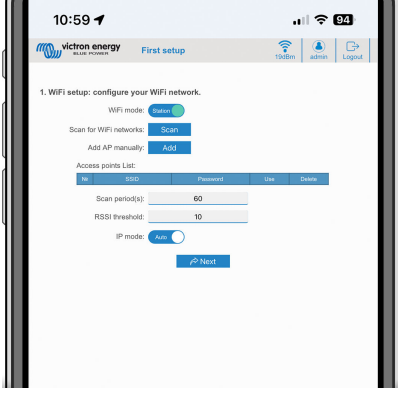 10:59
94
victron energy
BLUE POWER
First setup
19dBm
admin
Logout
1. WiFi setup: configure your WiFi network.
WiFi mode: Station
Scan for WiFi networks: Scan
Add AP manually: Add
Access points List:
Nr SSID Password Use Delete
Scan period(s): 60
RSSI threshold: 10
IP mode: Auto
Next